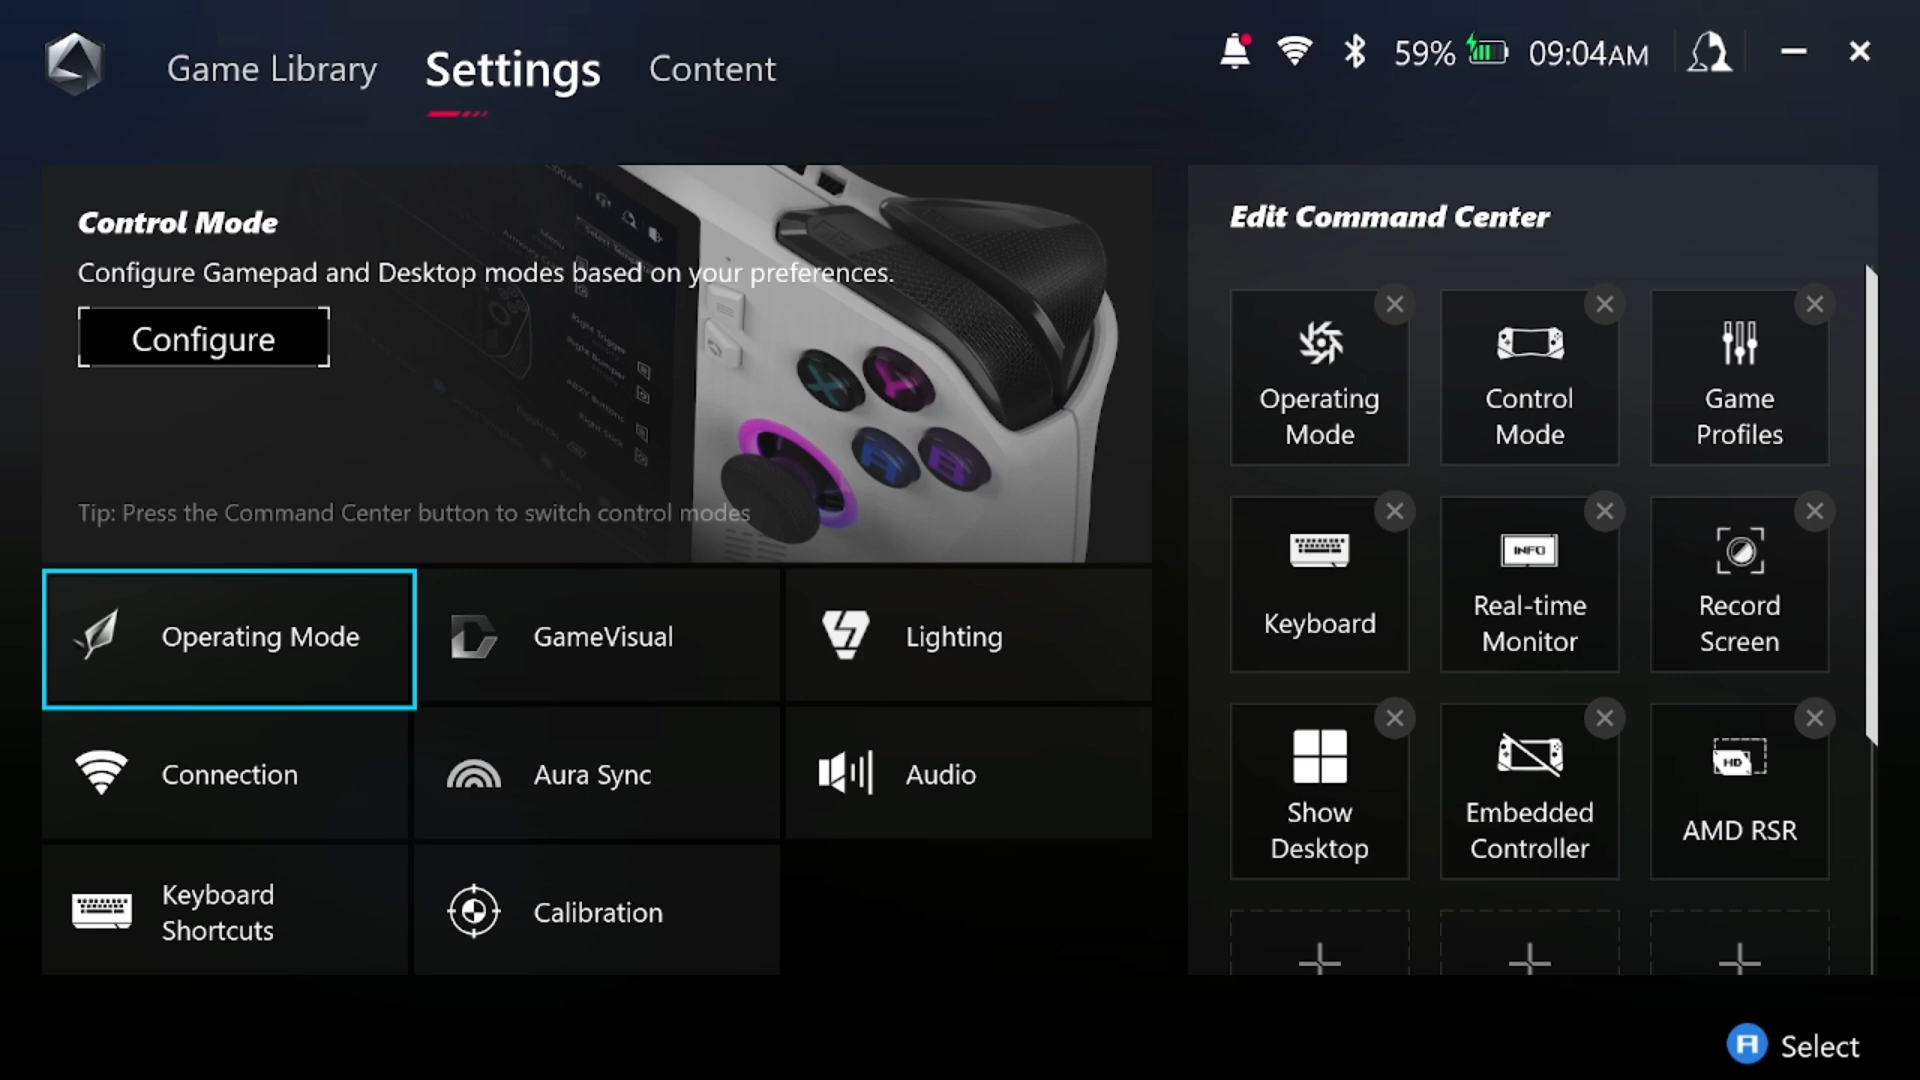 Game Library
Settings
Content
59%
09:04AM
Control Mode
Configure Gamepad and Desktop modes based on your preferences.
Configure
Tip: Press the Command Center button to switch control modes
X
Y
A
B
Operating Mode
GameVisual
Lighting
Connection
Aura Sync
Audio
Keyboard
Shortcuts
Calibration
Edit Command Center
Operating
Mode
Control
Mode
Game
Profiles
Keyboard
INFO
Real-time
Monitor
Record
Screen
Show
Desktop
Embedded
Controller
HD
AMD RSR
A
Select